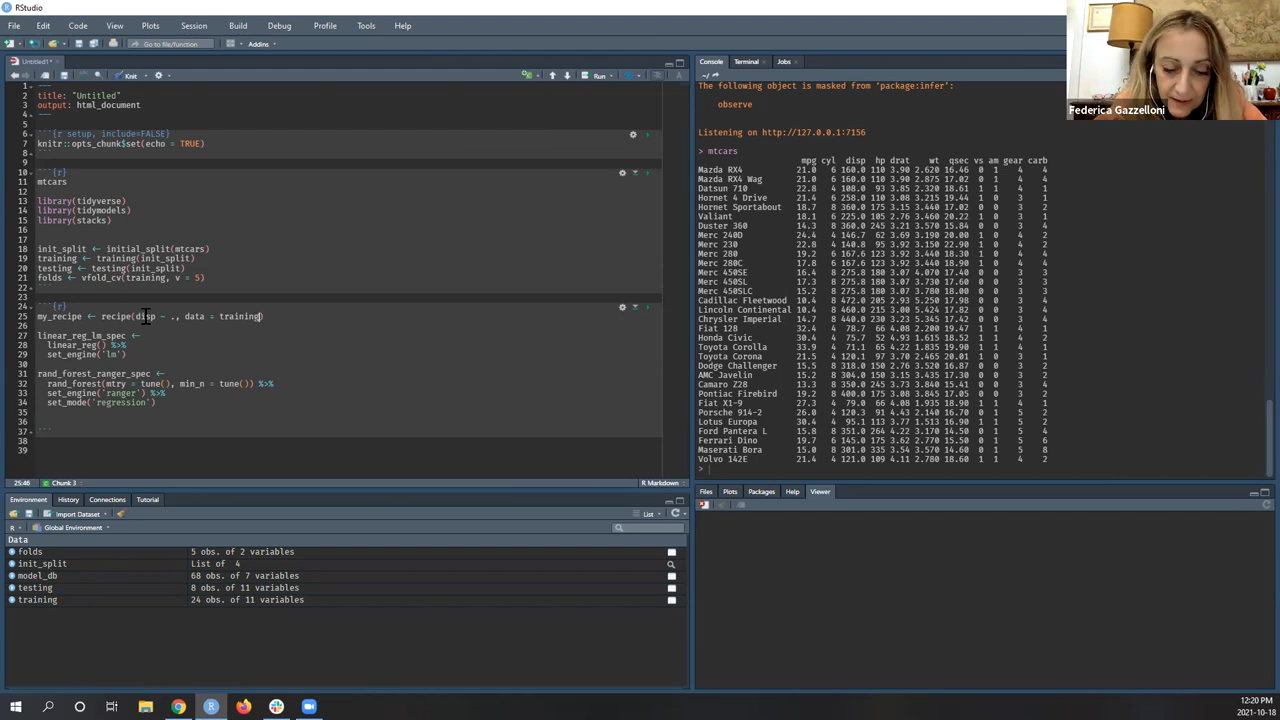 RStudio
File Edit Code View Plots Session Build Debug Profile Tools Help
Go to file/function Addins
Untitled1*
Knit Run
1 ---
2 title: "Untitled"
3 output: html_document
4 ---
5
6 ```{r setup, include=FALSE}
7 knitr::opts_chunk$set(echo = TRUE)
8 ```
9
10 ```{r}
11 mtcars
12
13 library(tidyverse)
14 library(tidymodels)
15 library(stacks)
16
17
18 init_split ← initial_split(mtcars)
19 training ← training(init_split)
20 testing ← testing(init_split)
21 folds ← vfold_cv(training, v = 5)
22 ```
23
24 ```{r}
25 my_recipe ← recipe(disp ~ ., data = training)
26
27 linear_reg_lm_spec ←
28 linear_reg() %>%
29 set_engine('lm')
30
31 rand_forest_ranger_spec ←
32 rand_forest(mtry = tune(), min_n = tune()) %>%
33 set_engine('ranger') %>%
34 set_mode('regression')
35
36
37 ```
38
39
25:46 Chunk 3 R Markdown
Environment History Connections Tutorial
Import Dataset List
R Global Environment
Data
folds 5 obs. of 2 variables
init_split List of 4
model_db 68 obs. of 7 variables
testing 8 obs. of 11 variables
training 24 obs. of 11 variables
Console Terminal Jobs
~/
The following object is masked from ‘package:infer’:
observe
Listening on http://127.0.0.1:7156
> mtcars
mpg cyl disp hp drat wt qsec vs am gear carb
Mazda RX4 21.0 6 160.0 110 3.90 2.620 16.46 0 1 4 4
Mazda RX4 Wag 21.0 6 160.0 110 3.90 2.875 17.02 0 1 4 4
Datsun 710 22.8 4 108.0 93 3.85 2.320 18.61 1 1 4 1
Hornet 4 Drive 21.4 6 258.0 110 3.08 3.215 19.44 1 0 3 1
Hornet Sportabout 18.7 8 360.0 175 3.15 3.440 17.02 0 0 3 2
Valiant 18.1 6 225.0 105 2.76 3.460 20.22 1 0 3 1
Duster 360 14.3 8 360.0 245 3.21 3.570 15.84 0 0 3 4
Merc 240D 24.4 4 146.7 62 3.69 3.190 20.00 1 0 4 2
Merc 230 22.8 4 140.8 95 3.92 3.150 22.90 1 0 4 2
Merc 280 19.2 6 167.6 123 3.92 3.440 18.30 1 0 4 4
Merc 280C 17.8 6 167.6 123 3.92 3.440 18.90 1 0 4 4
Merc 450SE 16.4 8 275.8 180 3.07 4.070 17.40 0 0 3 3
Merc 450SL 17.3 8 275.8 180 3.07 3.730 17.60 0 0 3 3
Merc 450SLC 15.2 8 275.8 180 3.07 3.780 18.00 0 0 3 3
Cadillac Fleetwood 10.4 8 472.0 205 2.93 5.250 17.98 0 0 3 4
Lincoln Continental 10.4 8 460.0 215 3.00 5.424 17.82 0 0 3 4
Chrysler Imperial 14.7 8 440.0 230 3.23 5.345 17.42 0 0 3 4
Fiat 128 32.4 4 78.7 66 4.08 2.200 19.47 1 1 4 1
Honda Civic 30.4 4 75.7 52 4.93 1.615 18.52 1 1 4 2
Toyota Corolla 33.9 4 71.1 65 4.22 1.835 19.90 1 1 4 1
Toyota Corona 21.5 4 120.1 97 3.70 2.465 20.01 1 0 3 1
Dodge Challenger 15.5 8 318.0 150 2.76 3.520 16.87 0 0 3 2
AMC Javelin 15.2 8 304.0 150 3.15 3.435 17.30 0 0 3 2
Camaro Z28 13.3 8 350.0 245 3.73 3.840 15.41 0 0 3 4
Pontiac Firebird 19.2 8 400.0 175 3.08 3.845 17.05 0 0 3 2
Fiat X1-9 27.3 4 79.0 66 4.08 1.935 18.90 1 1 4 1
Porsche 914-2 26.0 4 120.3 91 4.43 2.140 16.70 0 1 5 2
Lotus Europa 30.4 4 95.1 113 3.77 1.513 16.90 1 1 5 2
Ford Pantera L 15.8 8 351.0 264 4.22 3.170 14.50 0 1 5 4
Ferrari Dino 19.7 6 145.0 175 3.62 2.770 15.50 0 1 5 6
Maserati Bora 15.0 8 301.0 335 3.54 3.570 14.60 0 1 5 8
Volvo 142E 21.4 4 121.0 109 4.11 2.780 18.60 1 1 4 2
>
Files Plots Packages Help Viewer
Federica Gazzelloni
12:20 PM
2021-10-18